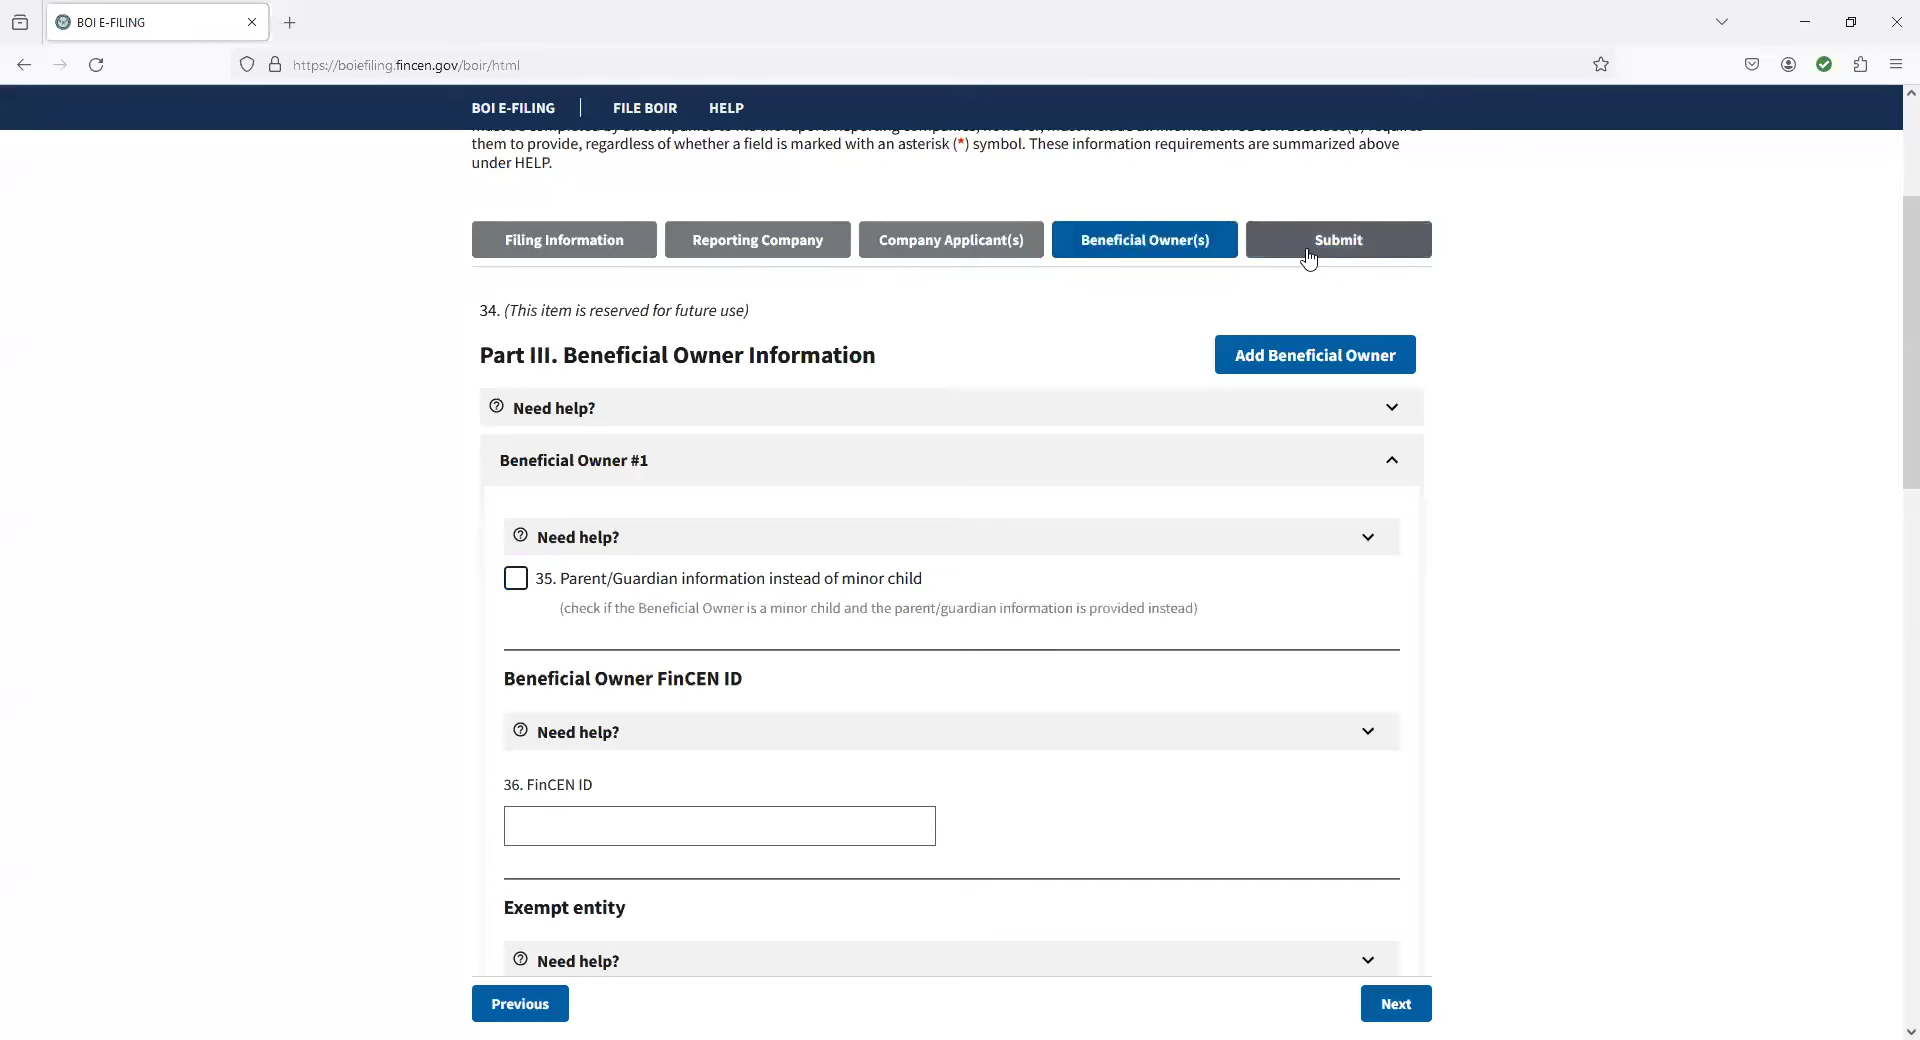 BOI E-FILING
https://boiefiling.fincen.gov/boir/html
BOI E-FILING FILE BOIR HELP
them to provide, regardless of whether a field is marked with an asterisk (*) symbol. These information requirements are summarized above
under HELP.
Filing Information Reporting Company Company Applicant(s) Beneficial Owner(s) Submit
34. (This item is reserved for future use)
Part III. Beneficial Owner Information
Add Beneficial Owner
Need help?
Beneficial Owner #1
Need help?
35. Parent/Guardian information instead of minor child
(check if the Beneficial Owner is a minor child and the parent/guardian information is provided instead)
Beneficial Owner FinCEN ID
Need help?
36. FinCEN ID
Exempt entity
Need help?
Previous Next